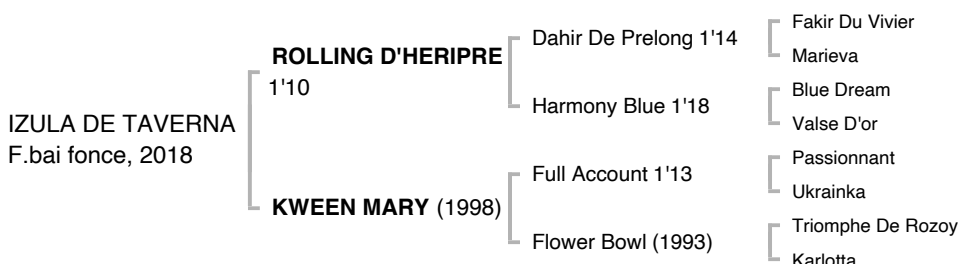 IZULA DE TAVERNA
F.bai fonce, 2018
ROLLING D'HERIPRE
1'10
KWEEN MARY (1998)
Dahir De Prelong 1'14
Harmony Blue 1'18
Full Account 1'13
Flower Bowl (1993)
Fakir Du Vivier
Marieva
Blue Dream
Valse D'or
Passionnant
Ukrainka
Triomphe De Rozoy
Karlotta